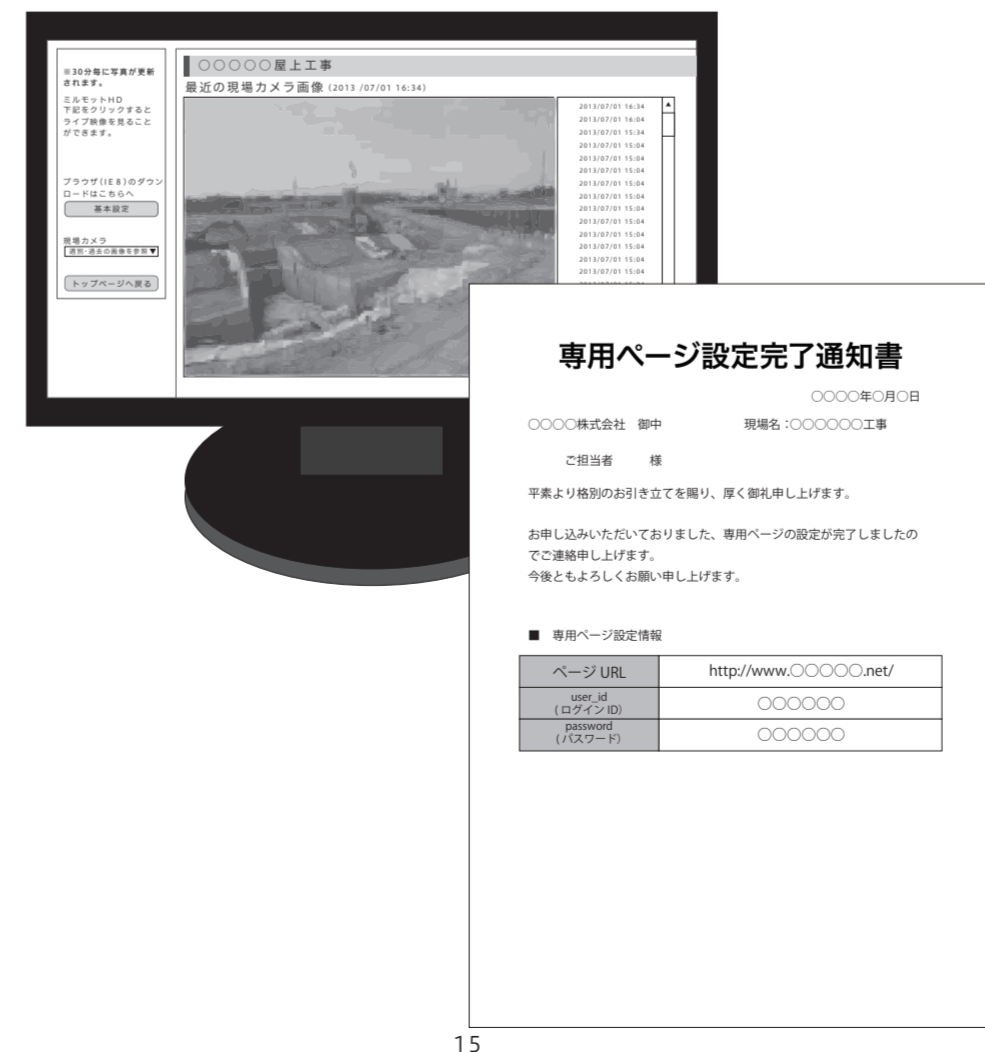 ※30分毎に写真が更新
されます。
ミルモットHD
下記をクリックすると
ライブ映像を見ること
ができます。
ブラウザ(IE8)のダウン
ロードはこちらへ
基本設定
現場カメラ
週別･過去の画像を参照▼
トップページへ戻る
○○○○○屋上工事
最近の現場カメラ画像 (2013 /07/01 16:34)
2013/07/01 16:34
2013/07/01 16:04
2013/07/01 15:34
2013/07/01 15:04
2013/07/01 15:04
2013/07/01 15:04
2013/07/01 15:04
2013/07/01 15:04
2013/07/01 15:04
2013/07/01 15:04
2013/07/01 15:04
2013/07/01 15:04
2013/07/01 15:04
2013/07/01 15:04
専用ページ設定完了通知書
○○○○年○月○日
○○○○株式会社 御中 現場名：○○○○○○工事
ご担当者 様
平素より格別のお引き立てを賜り、厚く御礼申し上げます。
お申し込みいただいておりました、専用ページの設定が完了しましたの
でご連絡申し上げます。
今後ともよろしくお願い申し上げます。
■ 専用ページ設定情報
ページ URL http://www.○○○○○.net/
user_id
(ログイン ID) ○○○○○○
password
(パスワード) ○○○○○○
15